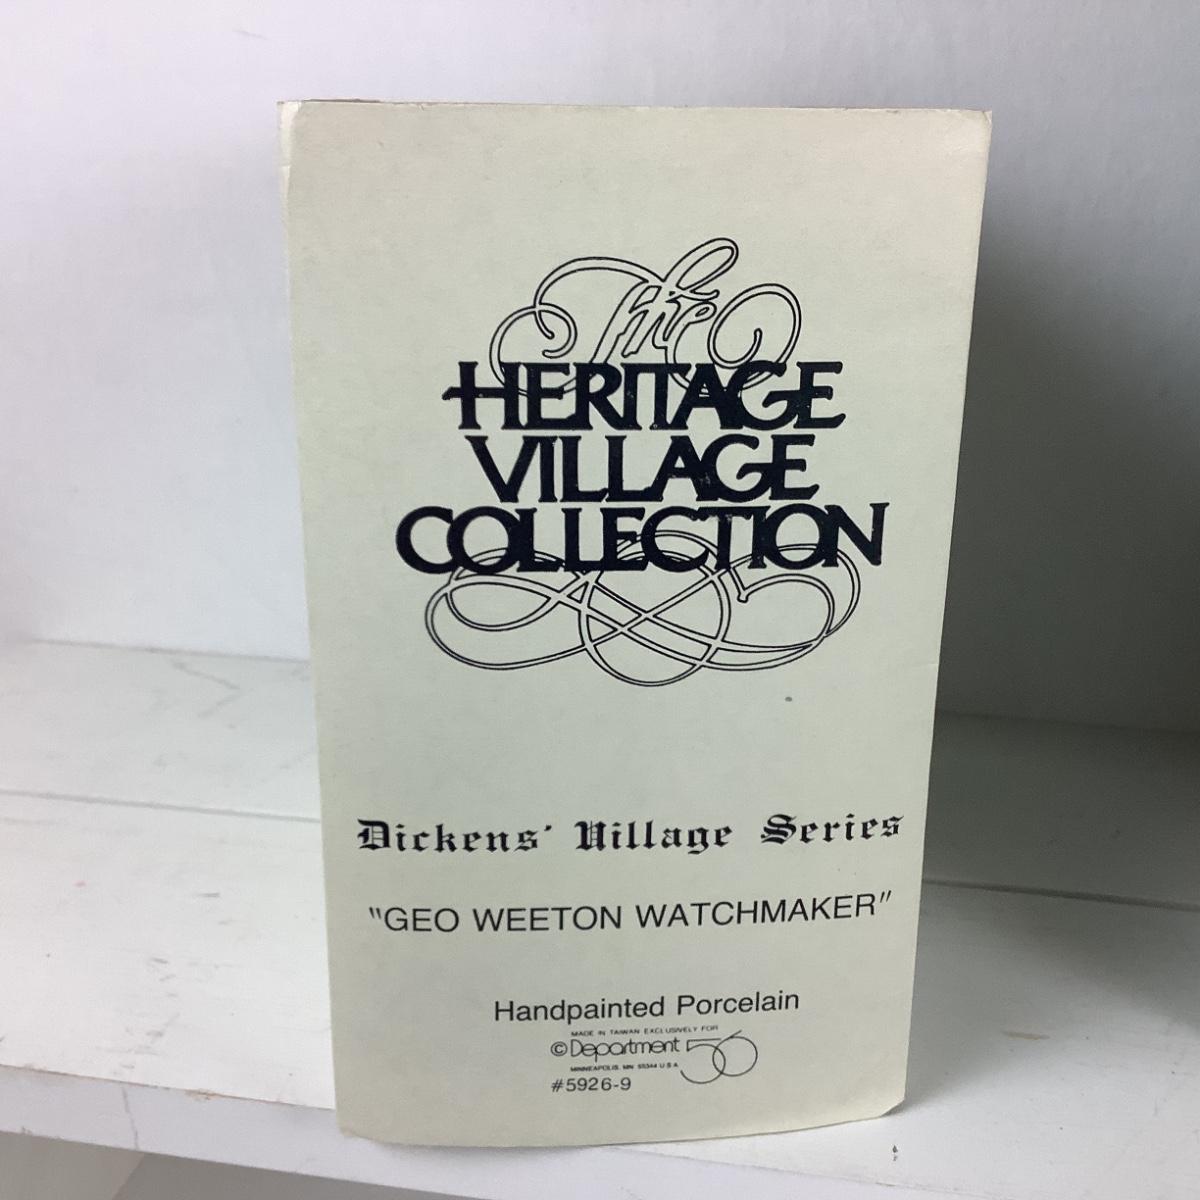 The
HERITAGE
VILLAGE
COLLECTION
Dickens' Village Series
"GEO WEETON WATCHMAKER"
Handpainted Porcelain
MADE IN TAIWAN EXCLUSIVELY FOR
©Department 56
MINNEAPOLIS, MN 55344 U.S.A.
#5926-9